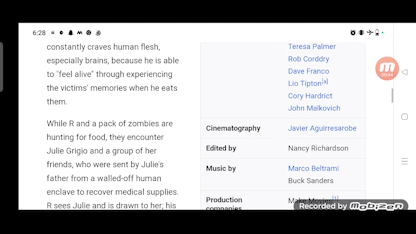 6:28
constantly craves human flesh,
especially brains, because he is able
to "feel alive" through experiencing
the victims' memories when he eats
them.
While R and a pack of zombies are
hunting for food, they encounter
Julie Grigio and a group of her
friends, who were sent by Julie's
father from a walled-off human
enclave to recover medical supplies.
R sees Julie and is drawn to her; his
Teresa Palmer
Rob Corddry
Dave Franco
Lio Tipton[a]
Cory Hardrict
John Malkovich
Cinematography Javier Aguirresarobe
Edited by Nancy Richardson
Music by Marco Beltrami
Buck Sanders
Production Make Movies[1]
companies
Recorded by mobizen